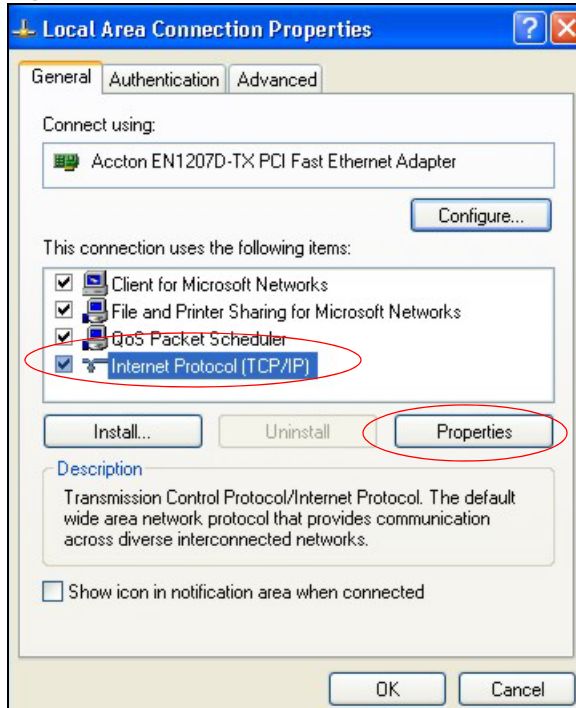 Local Area Connection Properties
General Authentication Advanced
Connect using:
Accton EN1207D-TX PCI Fast Ethernet Adapter
Configure...
This connection uses the following items:
Client for Microsoft Networks
File and Printer Sharing for Microsoft Networks
QoS Packet Scheduler
Internet Protocol (TCP/IP)
Install... Uninstall Properties
Description
Transmission Control Protocol/Internet Protocol. The default
wide area network protocol that provides communication
across diverse interconnected networks.
Show icon in notification area when connected
OK Cancel